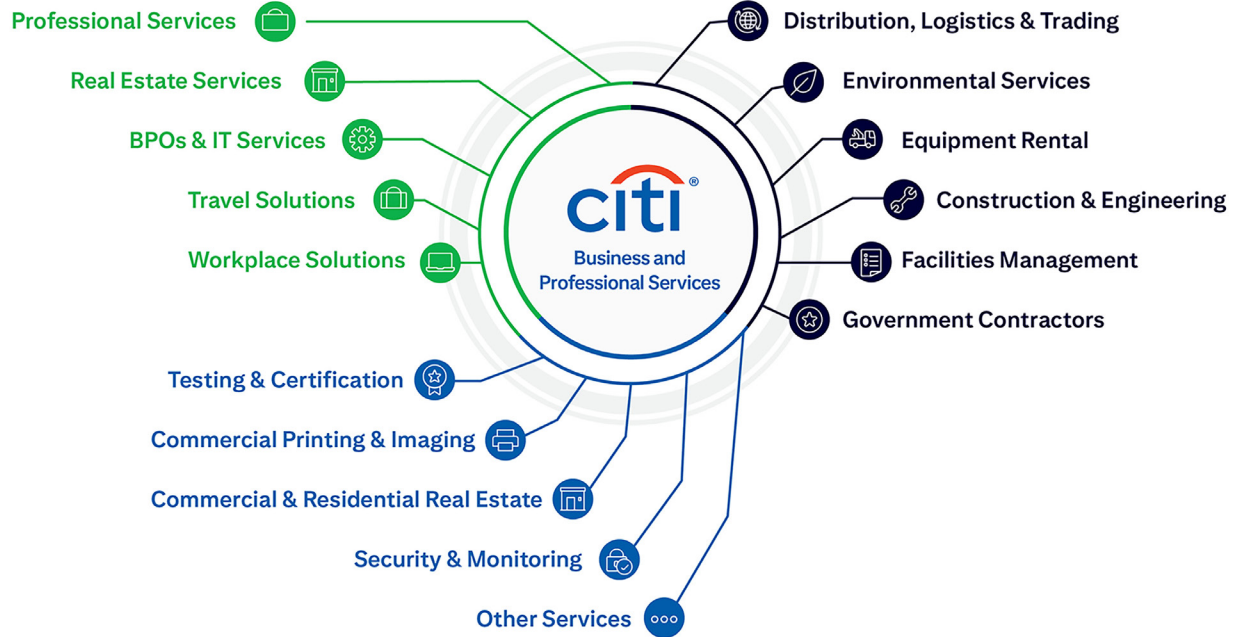 Professional Services
Real Estate Services
BPOs & IT Services
Travel Solutions
Workplace Solutions
Testing & Certification
Commercial Printing & Imaging
Commercial & Residential Real Estate
Security & Monitoring
Other Services
citi®
Business and
Professional Services
Distribution, Logistics & Trading
Environmental Services
Equipment Rental
Construction & Engineering
Facilities Management
Government Contractors